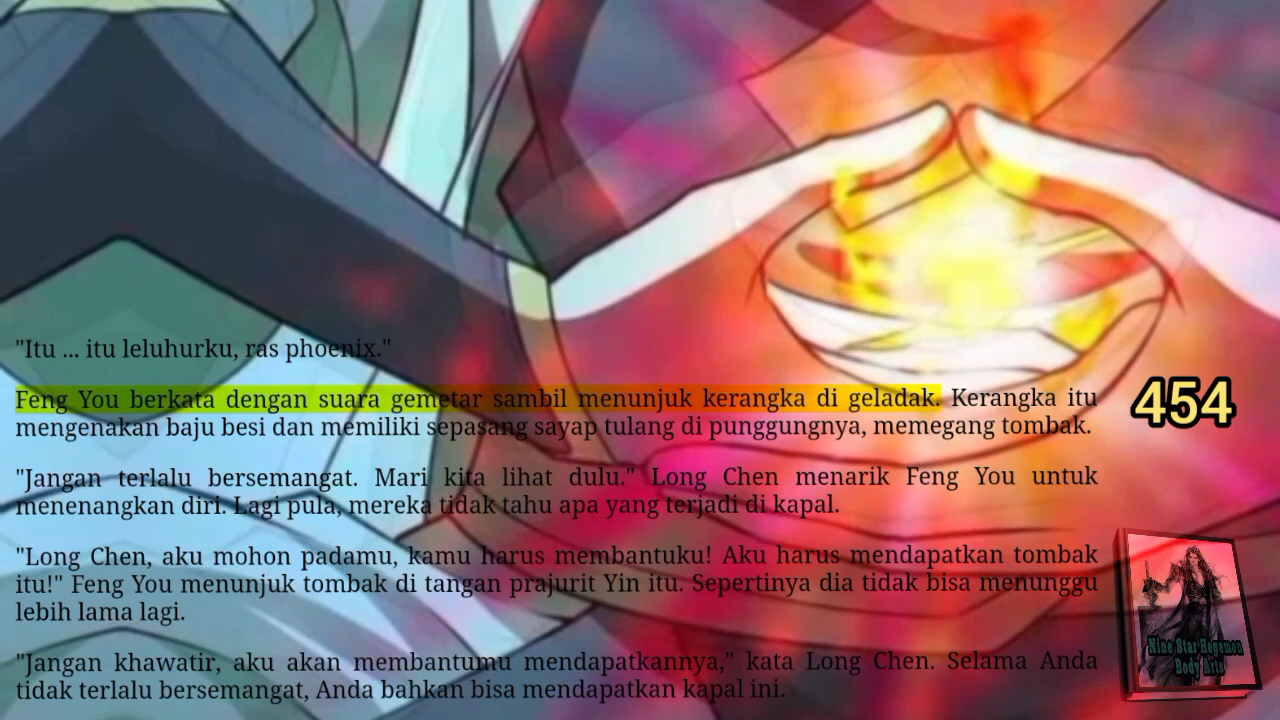 "Itu ... itu leluhurku, ras phoenix."
Feng You berkata dengan suara gemetar sambil menunjuk kerangka di geladak. Kerangka itu
mengenakan baju besi dan memiliki sepasang sayap tulang di punggungnya, memegang tombak.
454
"Jangan terlalu bersemangat. Mari kita lihat dulu." Long Chen menarik Feng You untuk
menenangkan diri. Lagi pula, mereka tidak tahu apa yang terjadi di kapal.
"Long Chen, aku mohon padamu, kamu harus membantuku! Aku harus mendapatkan tombak
itu!" Feng You menunjuk tombak di tangan prajurit Yin itu. Sepertinya dia tidak bisa menunggu
lebih lama lagi.
"Jangan khawatir, aku akan membantumu mendapatkannya," kata Long Chen. Selama Anda
tidak terlalu bersemangat, Anda bahkan bisa mendapatkan kapal ini.
Nine Star Hegemon
Body Arts